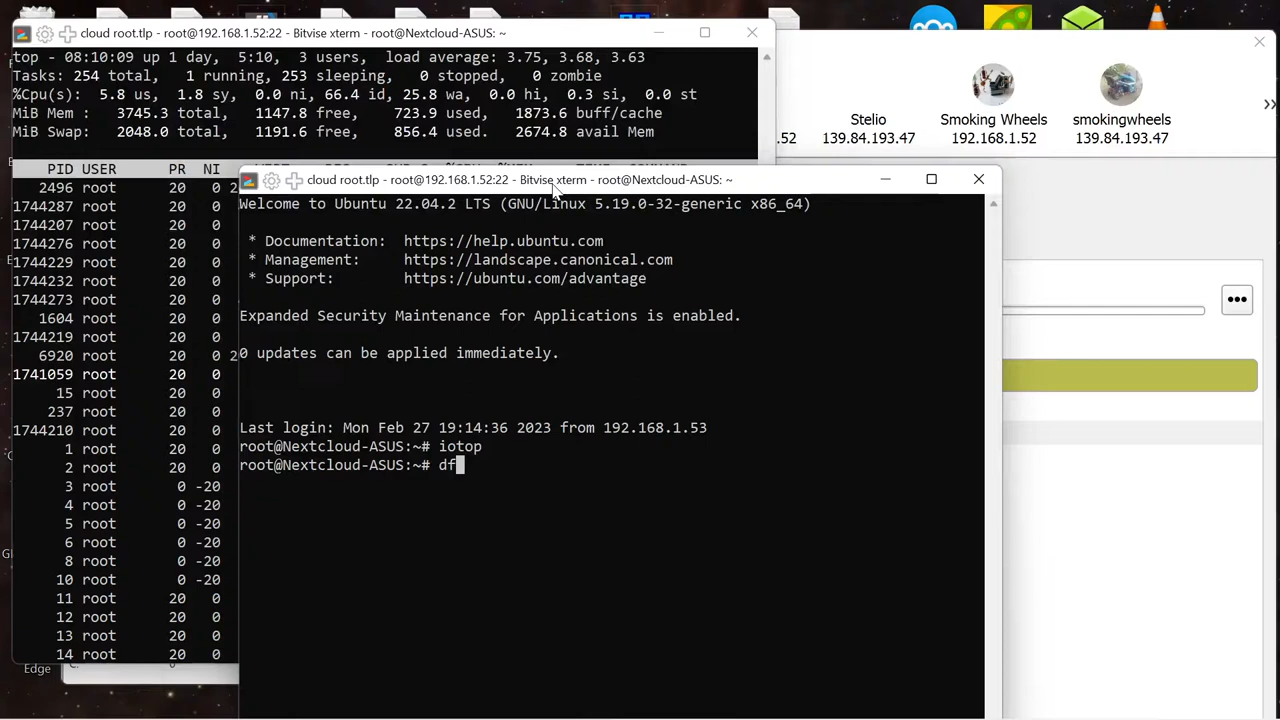 cloud root.tlp - root@192.168.1.52:22 - Bitvise xterm - root@Nextcloud-ASUS: ~
top - 08:10:09 up 1 day,  5:10,  3 users,  load average: 3.75, 3.68, 3.63
Tasks: 254 total,   1 running, 253 sleeping,   0 stopped,   0 zombie
%Cpu(s):  5.8 us,  1.8 sy,  0.0 ni, 66.4 id, 25.8 wa,  0.0 hi,  0.3 si,  0.0 st
MiB Mem :   3745.3 total,   1147.8 free,    723.9 used,   1873.6 buff/cache
MiB Swap:   2048.0 total,   1191.6 free,    856.4 used.   2674.8 avail Mem
PID USER      PR  NI
2496 root      20   0 2
1744287 root      20   0
1744207 root      20   0
1744276 root      20   0
1744229 root      20   0
1744232 root      20   0
1744273 root      20   0
1604 root      20   0
1744219 root      20   0
6920 root      20   0 2
1741059 root      20   0
15 root      20   0
237 root      20   0
1744210 root      20   0
1 root      20   0
2 root      20   0
3 root       0 -20
4 root       0 -20
5 root       0 -20
6 root       0 -20
8 root       0 -20
10 root       0 -20
11 root      20   0
12 root      20   0
13 root      20   0
14 root      20   0
Edge
cloud root.tlp - root@192.168.1.52:22 - Bitvise xterm - root@Nextcloud-ASUS: ~
Welcome to Ubuntu 22.04.2 LTS (GNU/Linux 5.19.0-32-generic x86_64)
* Documentation:  https://help.ubuntu.com
* Management:     https://landscape.canonical.com
* Support:        https://ubuntu.com/advantage
Expanded Security Maintenance for Applications is enabled.
0 updates can be applied immediately.
Last login: Mon Feb 27 19:14:36 2023 from 192.168.1.53
root@Nextcloud-ASUS:~# iotop
root@Nextcloud-ASUS:~# df
.52
Stelio
139.84.193.47
Smoking Wheels
192.168.1.52
smokingwheels
139.84.193.47